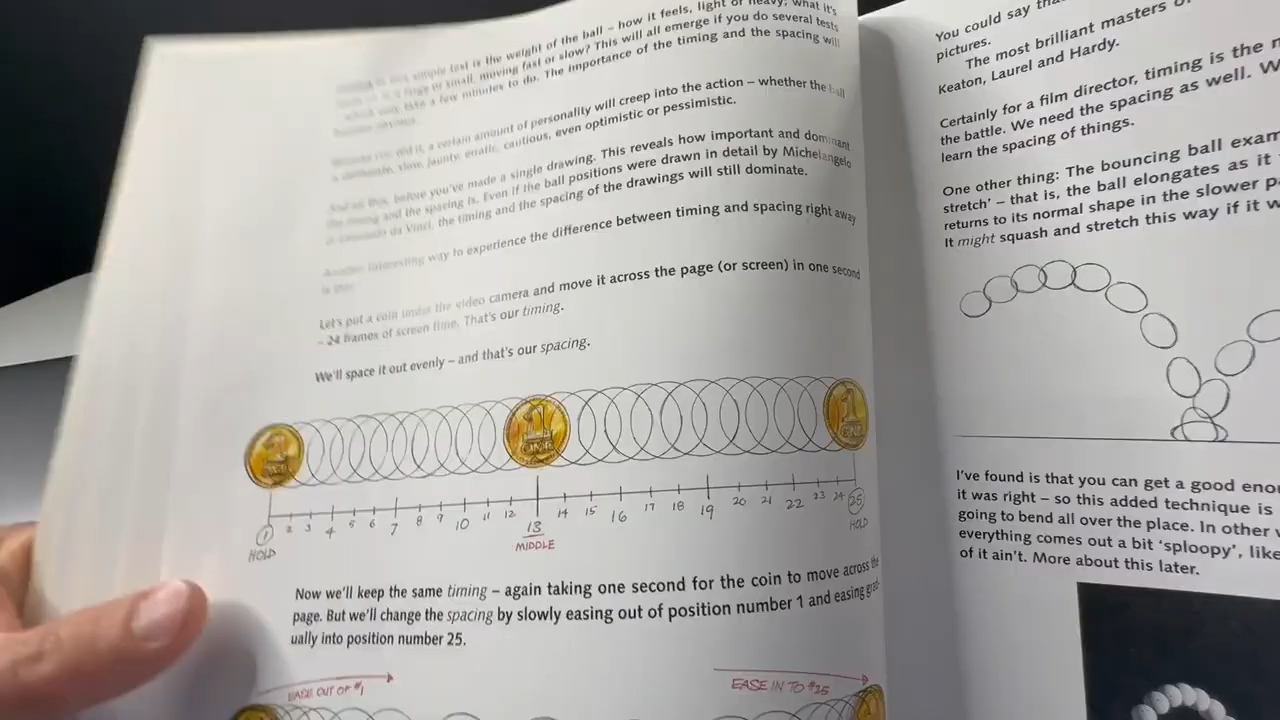 simple test is the weight of the ball – how it feels, light or heavy; what it's
large or small, moving fast or slow? This will all emerge if you do several tests
take a few minutes to do. The importance of the timing and the spacing will
a certain amount of personality will creep into the action – whether the ball
slow, jaunty, erratic, cautious, even optimistic or pessimistic.
And all this, before you've made a single drawing. This reveals how important and dominant
the timing and the spacing is. Even if the ball positions were drawn in detail by Michelangelo
da Vinci, the timing and the spacing of the drawings will still dominate.
Another interesting way to experience the difference between timing and spacing right away
is this:
Let's put a coin under the video camera and move it across the page (or screen) in one second
– 24 frames of screen time. That's our timing.
We'll space it out evenly – and that's our spacing.
1
ONE
1
1 2 3 4 5 6 7 8 9 10 11 12 13 14 15 16 17 18 19 20 21 22 23 24 25
HOLD
MIDDLE
HOLD
Now we'll keep the same timing – again taking one second for the coin to move across the
page. But we'll change the spacing by slowly easing out of position number 1 and easing grad-
ually into position number 25.
EASE OUT OF #1
EASE IN TO #25
You could say
pictures.
The most brilliant masters
Keaton, Laurel and Hardy.
Certainly for a film director, timing is the
the battle. We need the spacing as well.
learn the spacing of things.
One other thing: The bouncing ball
stretch' – that is, the ball elongates as it
returns to its normal shape in the slower
It might squash and stretch this way if it
I've found is that you can get a good
it was right – so this added technique is
going to bend all over the place. In other
everything comes out a bit 'sploopy', like
of it ain't. More about this later.